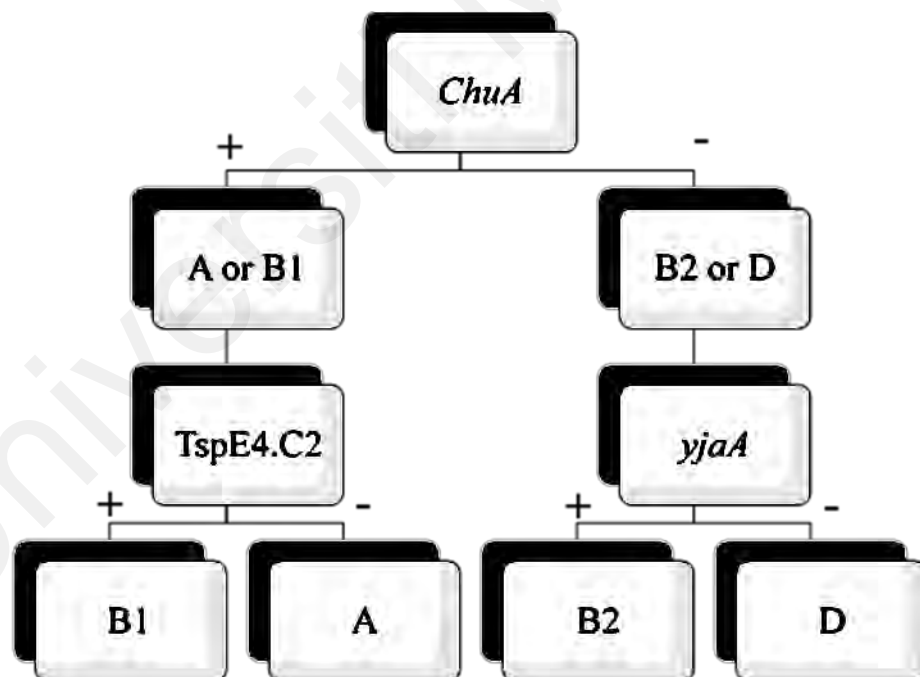 ChuA
+ -
A or B1
B2 or D
TspE4.C2
yjaA
+ - + -
B1
A
B2
D